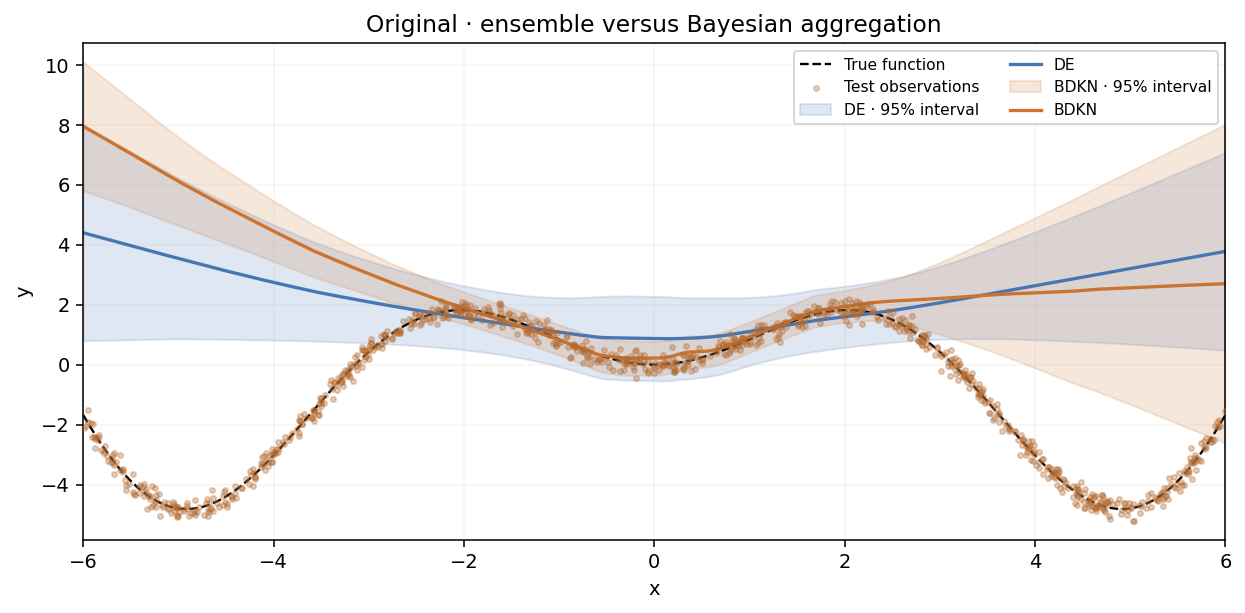 Original · ensemble versus Bayesian aggregation
True function
Test observations
DE · 95% interval
DE
BDKN · 95% interval
BDKN
y
10
8
6
4
2
0
−2
−4
−6
−4
−2
0
2
4
6
x